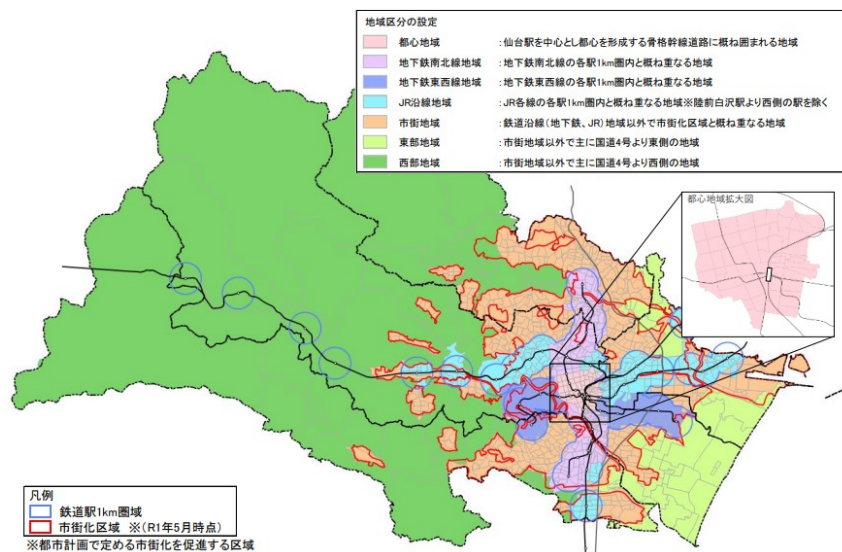 地域区分の設定
都心地域 ：仙台駅を中心とし都心を形成する骨格幹線道路に概ね囲まれる地域
地下鉄南北線地域 ：地下鉄南北線の各駅1km圏内と概ね重なる地域
地下鉄東西線地域 ：地下鉄東西線の各駅1km圏内と概ね重なる地域
JR沿線地域 ：JR各線の各駅1km圏内と概ね重なる地域※陸前白沢駅より西側の駅を除く
市街地域 ：鉄道沿線（地下鉄、JR）地域以外で市街化区域と概ね重なる地域
東部地域 ：市街地域以外で主に国道4号より東側の地域
西部地域 ：市街地域以外で主に国道4号より西側の地域
都心地域拡大図
凡例
鉄道駅1km圏域
市街化区域 ※（R1年5月時点）
※都市計画で定める市街化を促進する区域